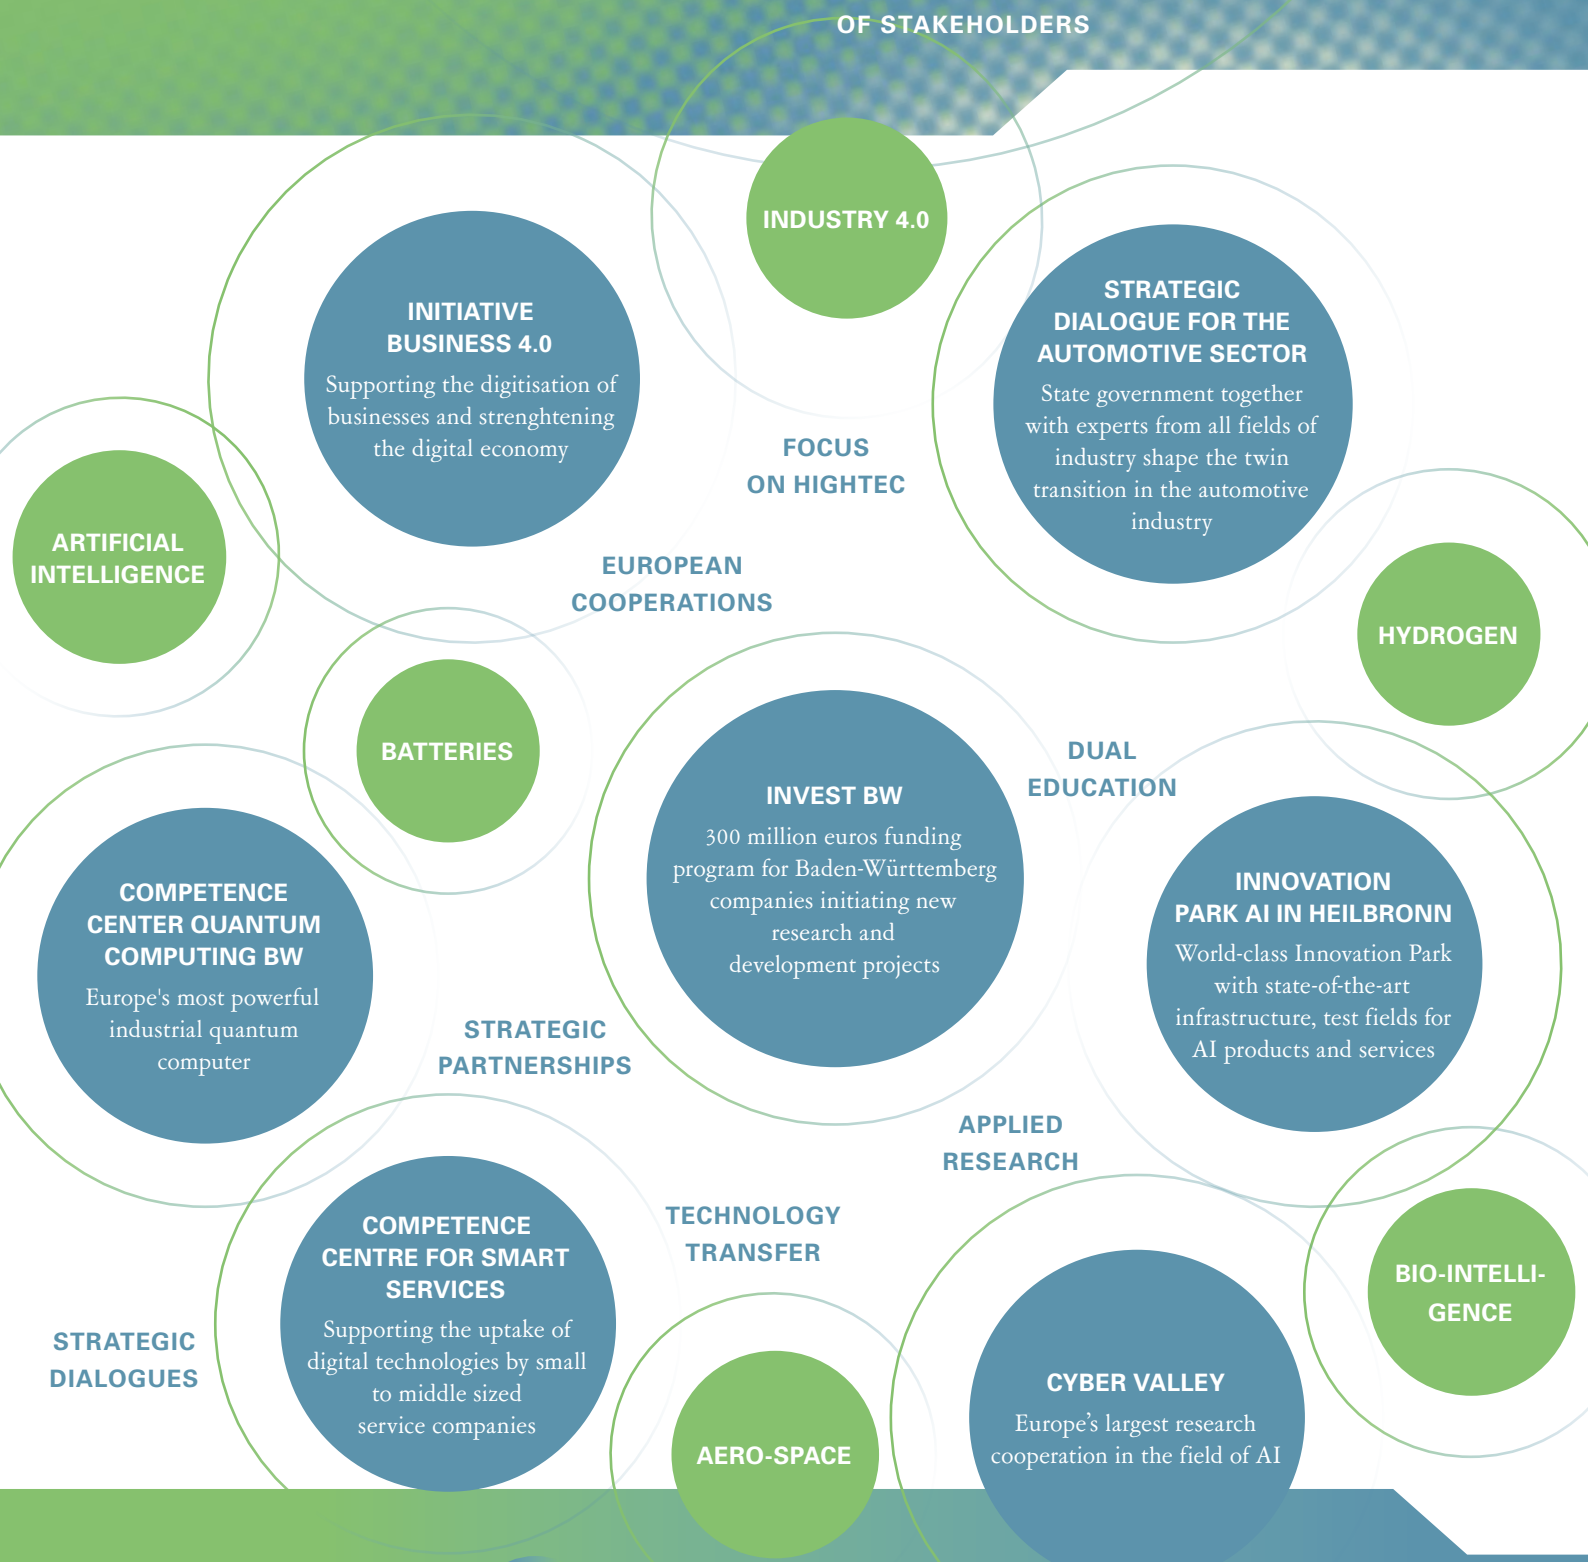 OF STAKEHOLDERS
INDUSTRY 4.0
INITIATIVE
BUSINESS 4.0
Supporting the digitisation of
businesses and strenghtening
the digital economy
STRATEGIC
DIALOGUE FOR THE
AUTOMOTIVE SECTOR
State government together
with experts from all fields of
industry shape the twin
transition in the automotive
industry
FOCUS
ON HIGHTEC
ARTIFICIAL
INTELLIGENCE
EUROPEAN
COOPERATIONS
HYDROGEN
BATTERIES
DUAL
EDUCATION
INVEST BW
300 million euros funding
program for Baden-Württemberg
companies initiating new
research and
development projects
COMPETENCE
CENTER QUANTUM
COMPUTING BW
Europe's most powerful
industrial quantum
computer
INNOVATION
PARK AI IN HEILBRONN
World-class Innovation Park
with state-of-the-art
infrastructure, test fields for
AI products and services
STRATEGIC
PARTNERSHIPS
APPLIED
RESEARCH
TECHNOLOGY
TRANSFER
COMPETENCE
CENTRE FOR SMART
SERVICES
Supporting the uptake of
digital technologies by small
to middle sized
service companies
BIO-INTELLI-
GENCE
STRATEGIC
DIALOGUES
CYBER VALLEY
Europe’s largest research
cooperation in the field of AI
AERO-SPACE